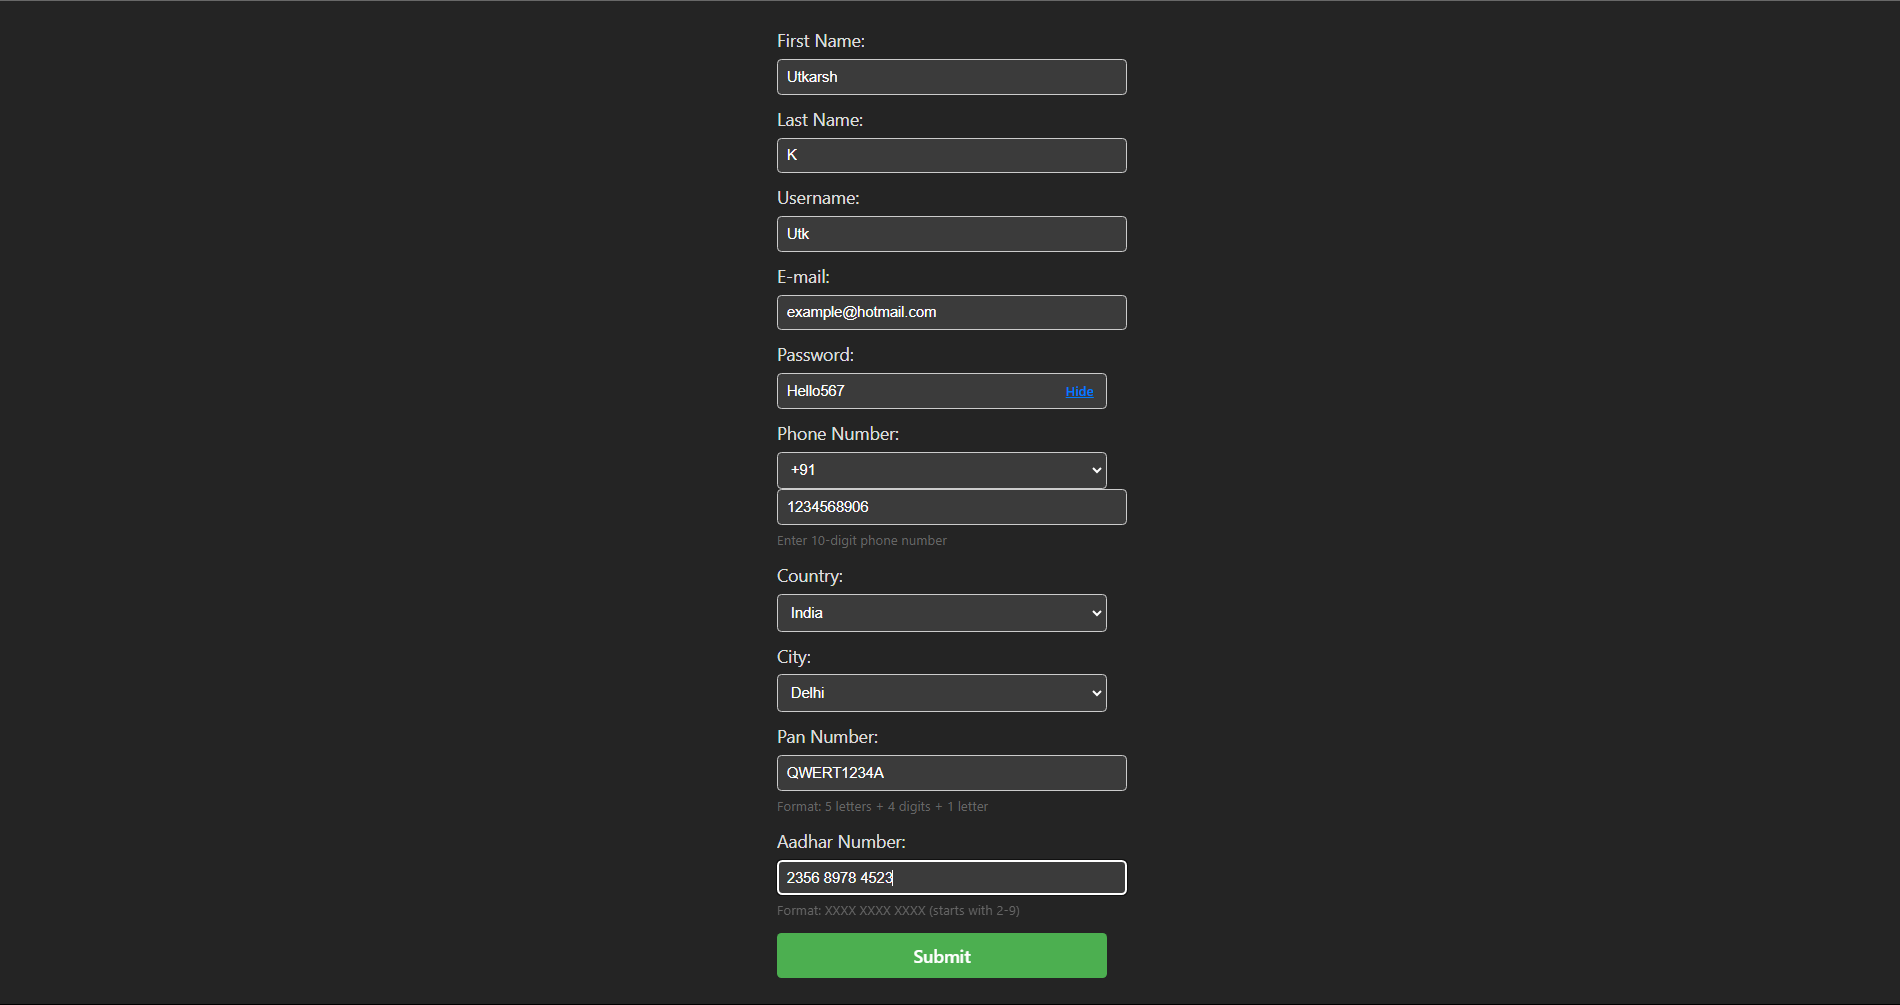 First Name:
Utkarsh
Last Name:
K
Username:
Utk
E-mail:
example@hotmail.com
Password:
Hello567 Hide
Phone Number:
+91
1234568906
Enter 10-digit phone number
Country:
India
City:
Delhi
Pan Number:
QWERT1234A
Format: 5 letters + 4 digits + 1 letter
Aadhar Number:
2356 8978 4523
Format: XXXX XXXX XXXX (starts with 2-9)
Submit